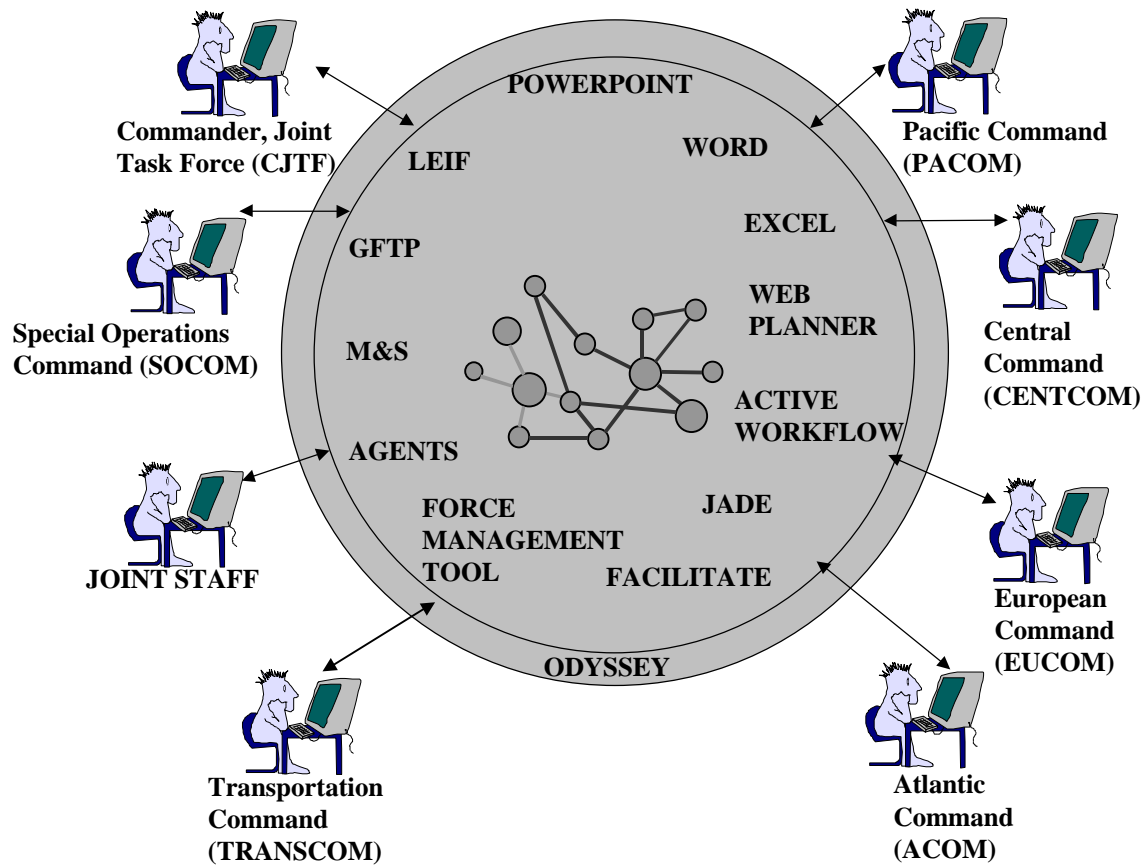 POWERPOINT
Commander, Joint
Task Force (CJTF)
Pacific Command
(PACOM)
LEIF
WORD
GFTP
EXCEL
Special Operations
Command (SOCOM)
M&S
WEB
PLANNER
Central
Command
(CENTCOM)
ACTIVE
WORKFLOW
AGENTS
JOINT STAFF
FORCE
MANAGEMENT
TOOL
JADE
FACILITATE
European
Command
(EUCOM)
ODYSSEY
Transportation
Command
(TRANSCOM)
Atlantic
Command
(ACOM)